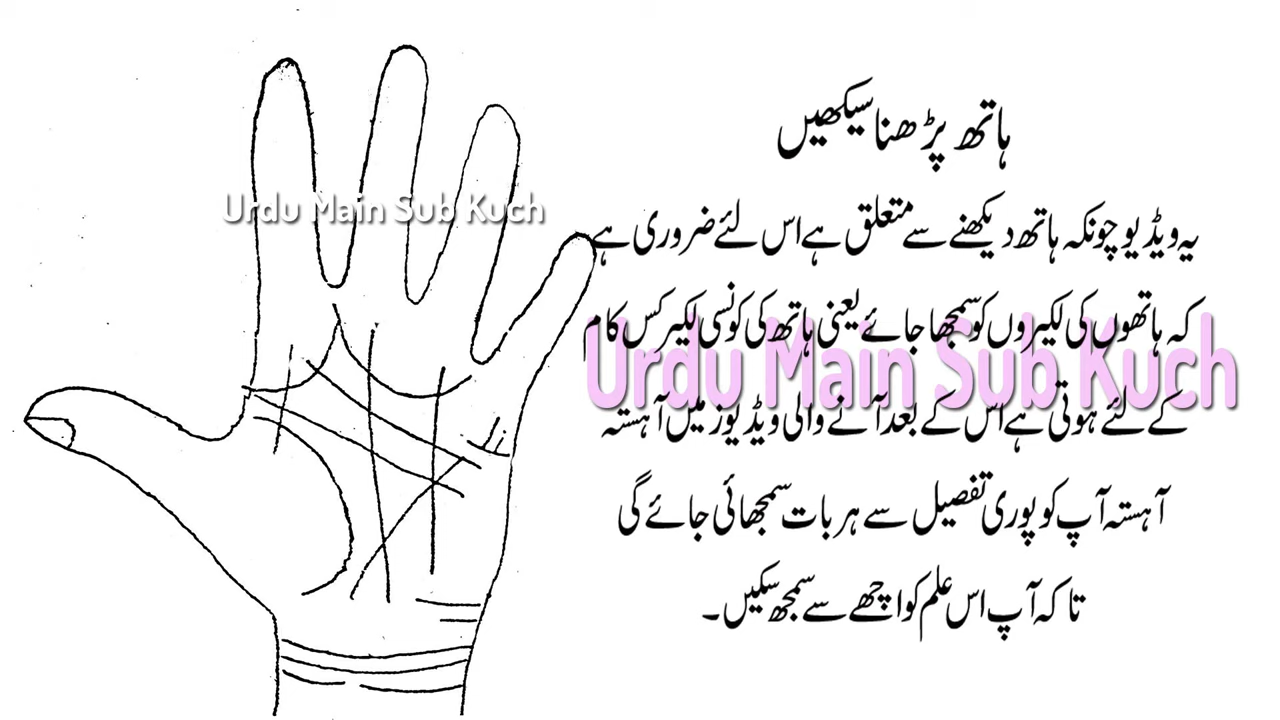 ہاتھ پڑھنا سیکھیں
Urdu Main Sub Kuch
یہ ویڈیو چونکہ ہاتھ دیکھنے سے متعلق ہے اس لئے ضروری ہے
کہ ہاتھوں کی لکیروں کو سمجھا جائے یعنی ہاتھ کی کونسی لکیر کس کام
Urdu Main Sub Kuch
کے لئے ہوتی ہے اس کے بعد آنے والی ویڈیوز میں آہستہ
آہستہ آپ کو پوری تفصیل سے ہر بات سمجھائی جائے گی
تا کہ آپ اس علم کو اچھے سے سمجھ سکیں۔